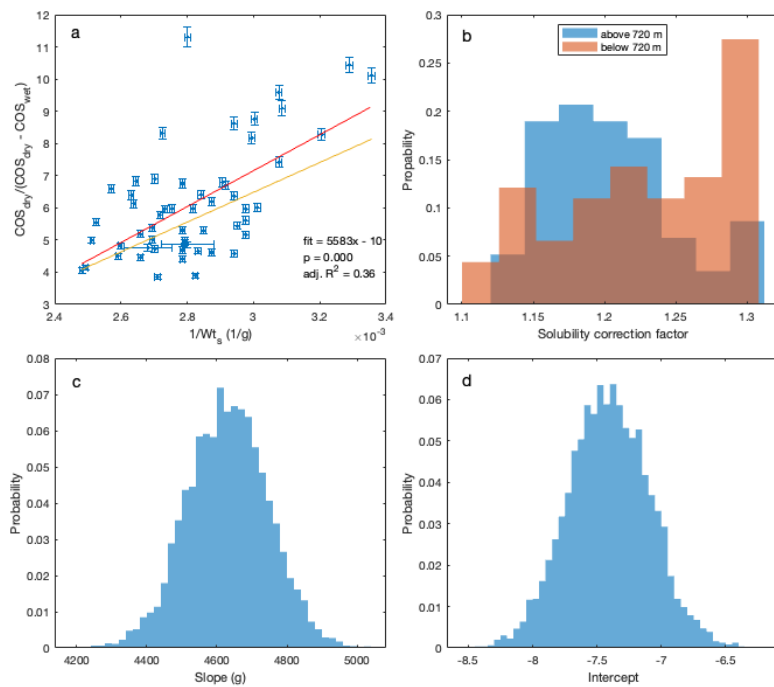 a
COS_dry/(COS_dry - COS_wet)
12
11
10
9
8
7
6
5
4
3
fit = 5583x - 10
p = 0.000
adj. R^2 = 0.36
2.4 2.6 2.8 3.0 3.2 3.4
1/Wt_s (1/g)
×10^-3
b
above 720 m
below 720 m
Propability
0.3
0.25
0.2
0.15
0.1
0.05
0
1.1 1.15 1.2 1.25 1.3
Solubility correction factor
c
Probability
0.08
0.07
0.06
0.05
0.04
0.03
0.02
0.01
0
4200 4400 4600 4800 5000
Slope (g)
d
Probability
0.07
0.06
0.05
0.04
0.03
0.02
0.01
0
-8.5 -8 -7.5 -7 -6.5
Intercept